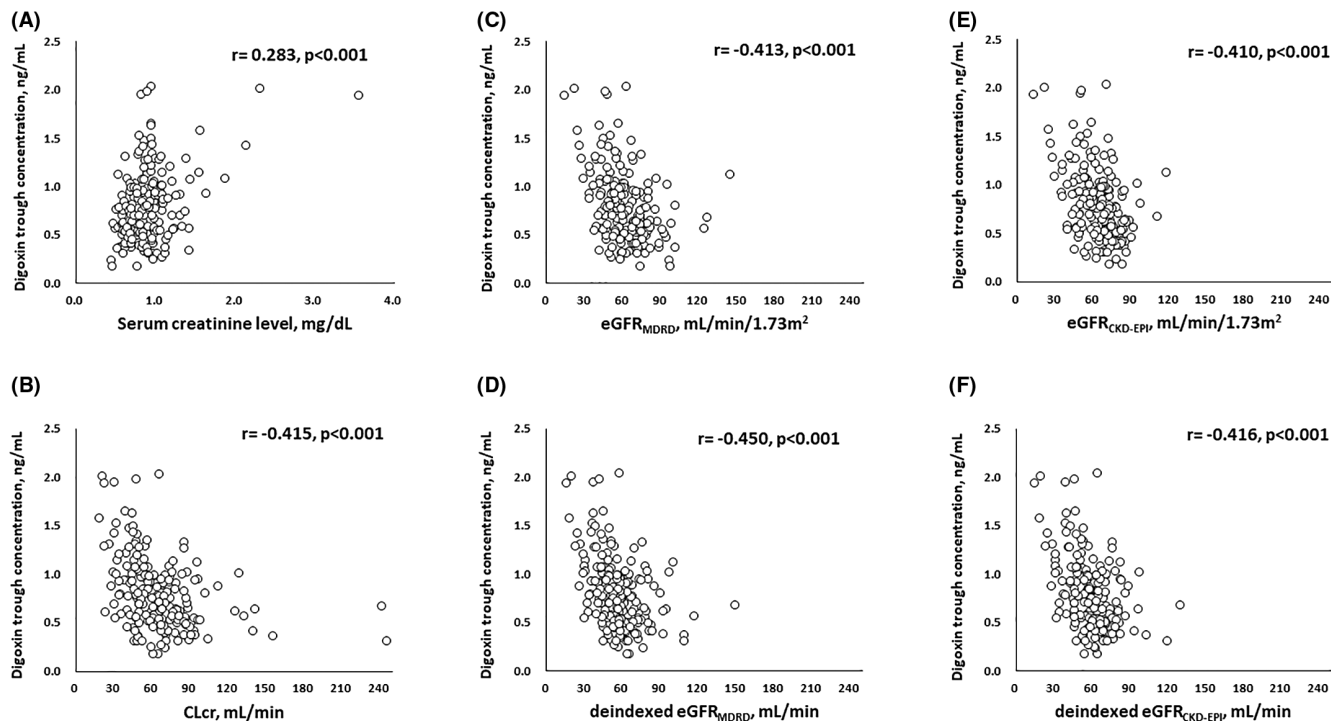 (A)
r= 0.283, p<0.001
Digoxin trough concentration, ng/mL
2.5
2.0
1.5
1.0
0.5
0.0
0.0 1.0 2.0 3.0 4.0
Serum creatinine level, mg/dL
(C)
r= -0.413, p<0.001
Digoxin trough concentration, ng/mL
2.5
2.0
1.5
1.0
0.5
0.0
0 30 60 90 120 150 180 210 240
eGFRMDRD, mL/min/1.73m²
(E)
r= -0.410, p<0.001
Digoxin trough concentration, ng/mL
2.5
2.0
1.5
1.0
0.5
0.0
0 30 60 90 120 150 180 210 240
eGFRCKD-EPI, mL/min/1.73m²
(B)
r= -0.415, p<0.001
Digoxin trough concentration, ng/mL
2.5
2.0
1.5
1.0
0.5
0.0
0 30 60 90 120 150 180 210 240
CLcr, mL/min
(D)
r= -0.450, p<0.001
Digoxin trough concentration, ng/mL
2.5
2.0
1.5
1.0
0.5
0.0
0 30 60 90 120 150 180 210 240
deindexed eGFRMDRD, mL/min
(F)
r= -0.416, p<0.001
Digoxin trough concentration, ng/mL
2.5
2.0
1.5
1.0
0.5
0.0
0 30 60 90 120 150 180 210 240
deindexed eGFRCKD-EPI, mL/min